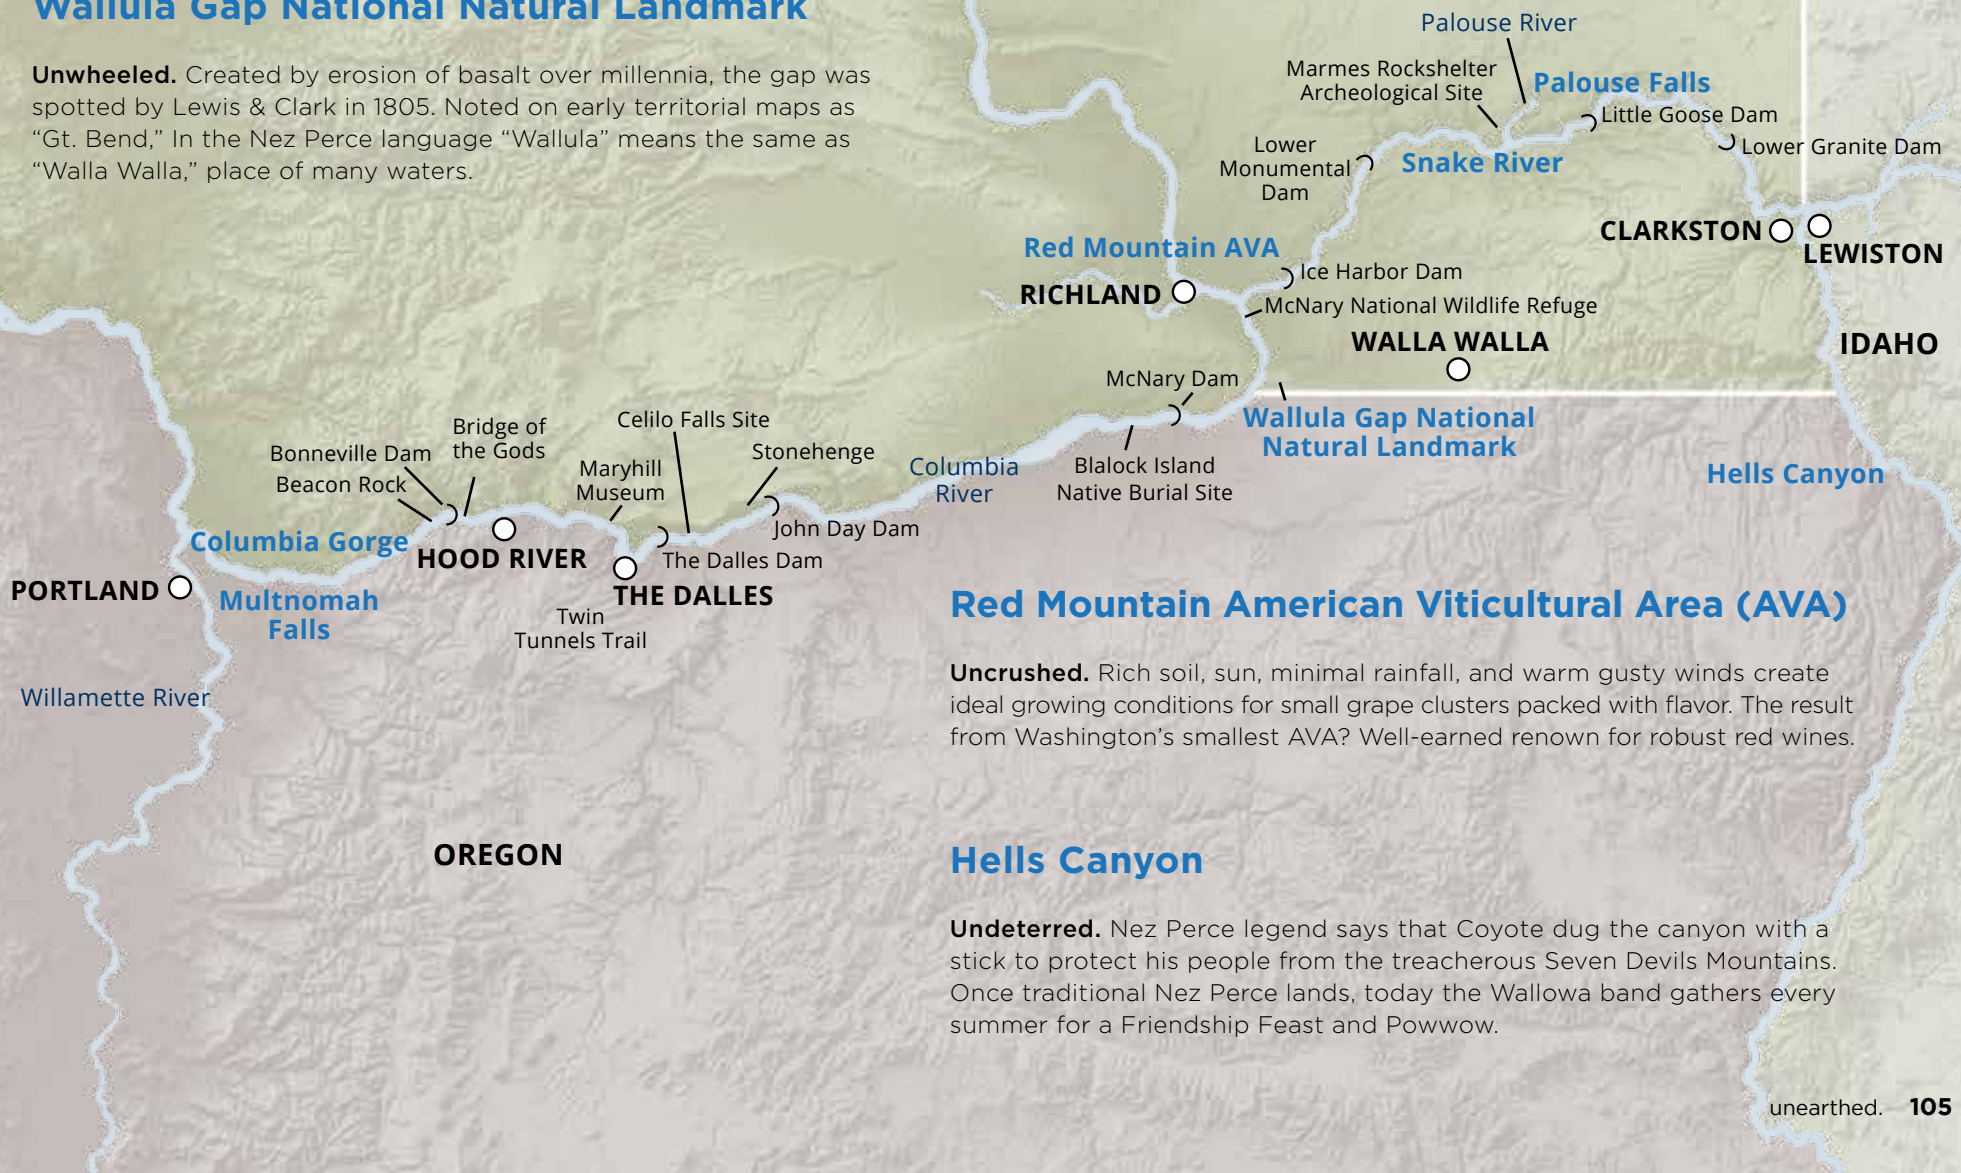 Wallula Gap National Natural Landmark
Unwheeled. Created by erosion of basalt over millennia, the gap was
spotted by Lewis & Clark in 1805. Noted on early territorial maps as
“Gt. Bend,” In the Nez Perce language “Wallula” means the same as
“Walla Walla,” place of many waters.
Palouse River
Marmes Rockshelter
Archeological Site
Palouse Falls
Little Goose Dam
Lower Granite Dam
Lower
Monumental
Dam
Snake River
CLARKSTON
LEWISTON
Red Mountain AVA
Ice Harbor Dam
RICHLAND
McNary National Wildlife Refuge
WALLA WALLA
IDAHO
McNary Dam
Wallula Gap National
Natural Landmark
Celilo Falls Site
Bridge of
the Gods
Bonneville Dam
Beacon Rock
Maryhill
Museum
Stonehenge
Columbia
River
Blalock Island
Native Burial Site
Hells Canyon
John Day Dam
Columbia Gorge
HOOD RIVER
The Dalles Dam
PORTLAND
Multnomah
Falls
THE DALLES
Twin
Tunnels Trail
Willamette River
OREGON
Red Mountain American Viticultural Area (AVA)
Uncrushed. Rich soil, sun, minimal rainfall, and warm gusty winds create
ideal growing conditions for small grape clusters packed with flavor. The result
from Washington’s smallest AVA? Well-earned renown for robust red wines.
Hells Canyon
Undeterred. Nez Perce legend says that Coyote dug the canyon with a
stick to protect his people from the treacherous Seven Devils Mountains.
Once traditional Nez Perce lands, today the Wallowa band gathers every
summer for a Friendship Feast and Powwow.
unearthed. 105